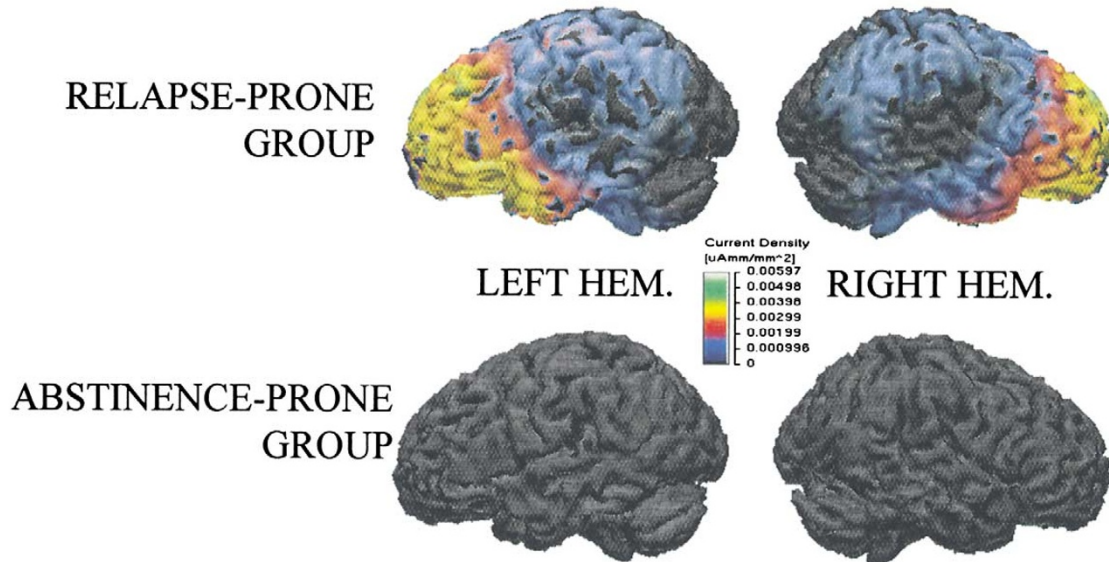 RELAPSE-PRONE
GROUP
LEFT HEM.
Current Density
[uAmm/mm^2]
0.00597
0.00498
0.00398
0.00299
0.00199
0.000996
0
RIGHT HEM.
ABSTINENCE-PRONE
GROUP